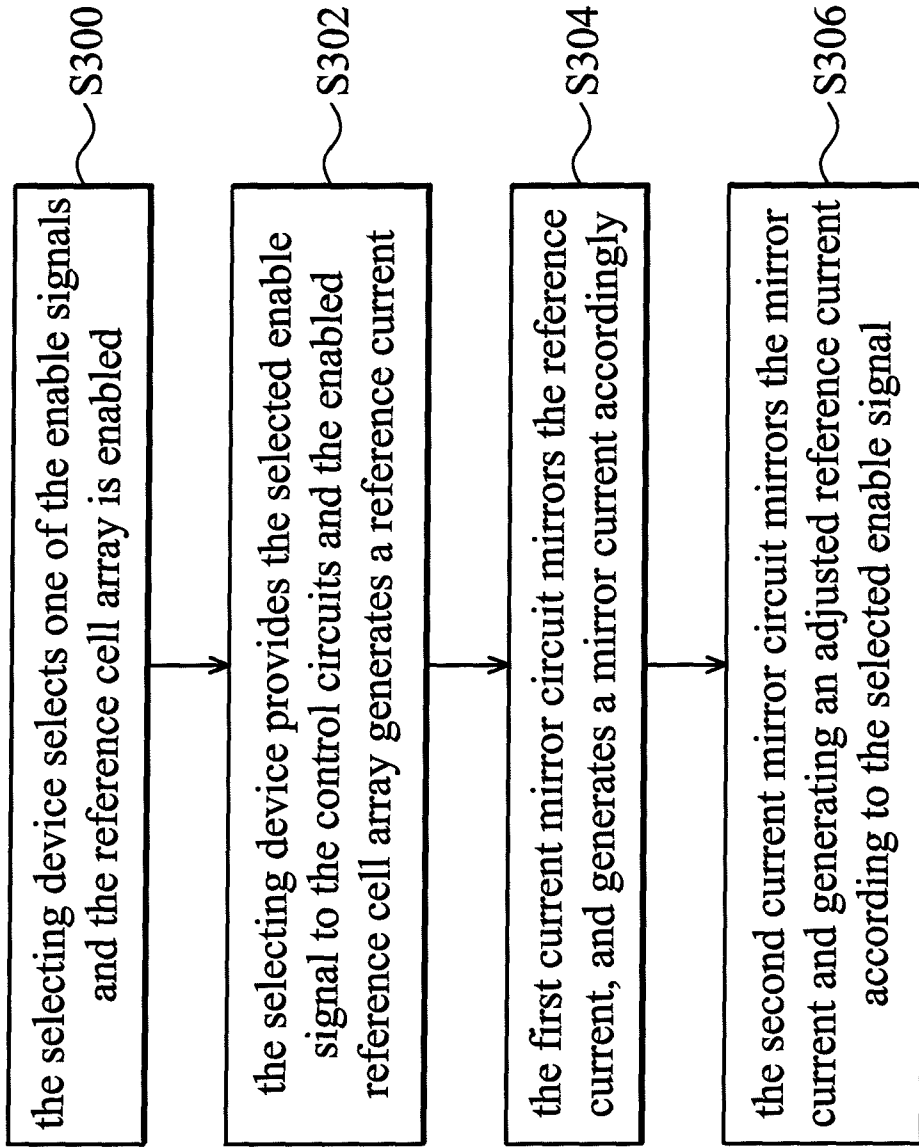 the selecting device selects one of the enable signals
and the reference cell array is enabled
S300
the selecting device provides the selected enable
signal to the control circuits and the enabled
reference cell array generates a reference current
S302
the first current mirror circuit mirrors the reference
current, and generates a mirror current accordingly
S304
the second current mirror circuit mirrors the mirror
current and generating an adjusted reference current
according to the selected enable signal
S306